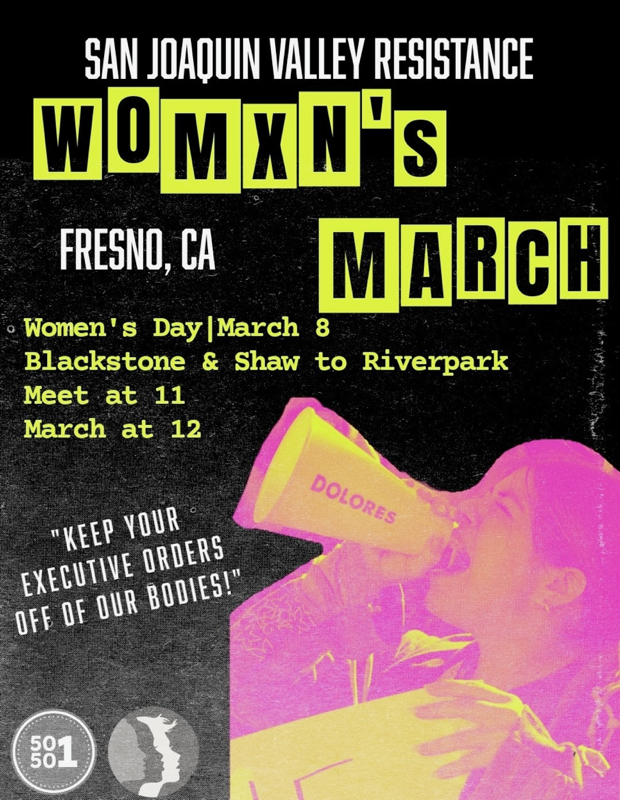 SAN JOAQUIN VALLEY RESISTANCE
WOMXN'S
FRESNO, CA
MARCH
Women's Day|March 8
Blackstone & Shaw to Riverpark
Meet at 11
March at 12
DOLORES
"KEEP YOUR
EXECUTIVE ORDERS
OFF OF OUR BODIES!"
50
50
1